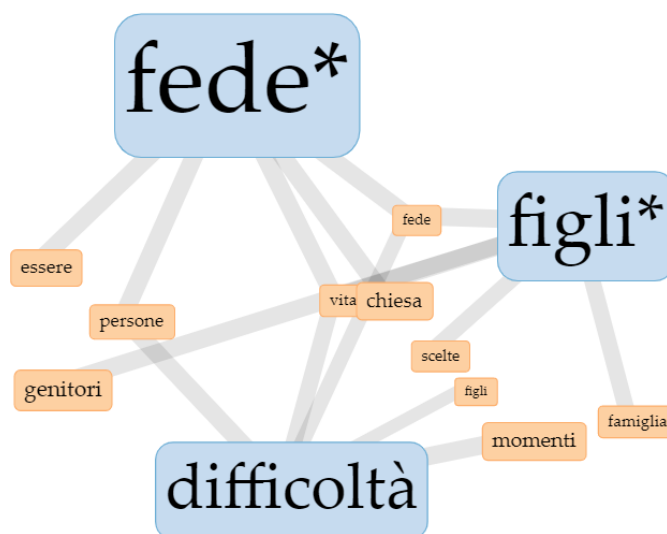 fede*
fede
figli*
essere
vita
chiesa
persone
scelte
genitori
figli
famiglia
momenti
difficoltà